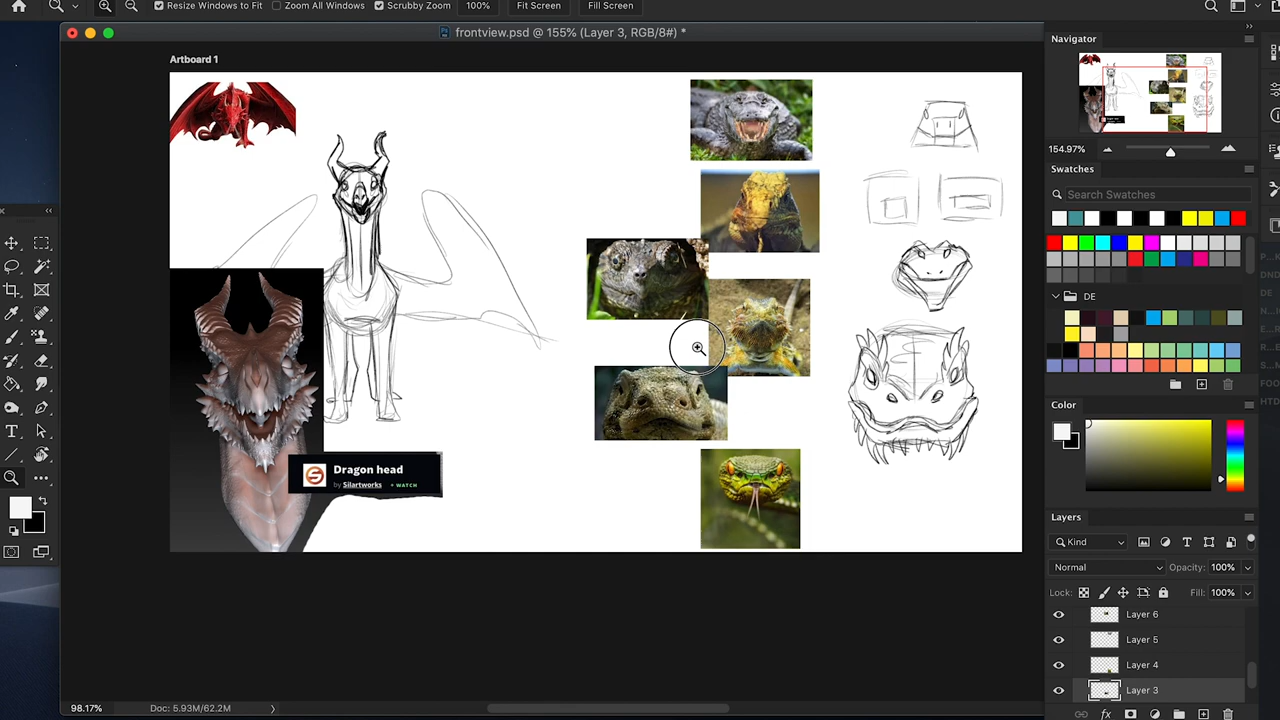 Resize Windows to Fit Zoom All Windows Scrubby Zoom 100% Fit Screen Fill Screen
frontview.psd @ 155% (Layer 3, RGB/8#) *
Artboard 1
Dragon head
by Silartworks + WATCH
98.17% Doc: 5.93M/62.2M
Navigator
154.97%
Swatches
Search Swatches
DE
Color
Layers
Kind
Normal Opacity: 100%
Lock: Fill: 100%
Layer 6
Layer 5
Layer 4
Layer 3
fx